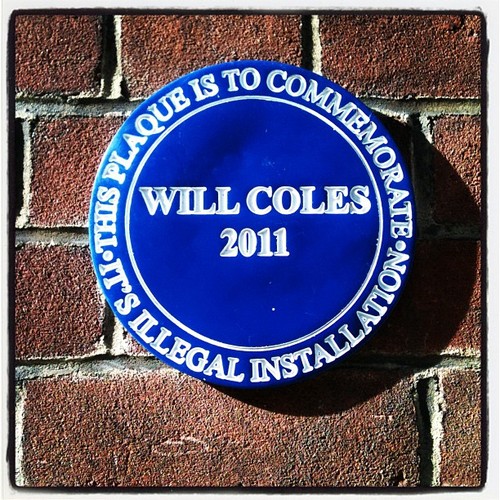 •THIS PLAQUE IS TO COMMEMORATE•
WILL COLES
2011
IT'S ILLEGAL INSTALLATION